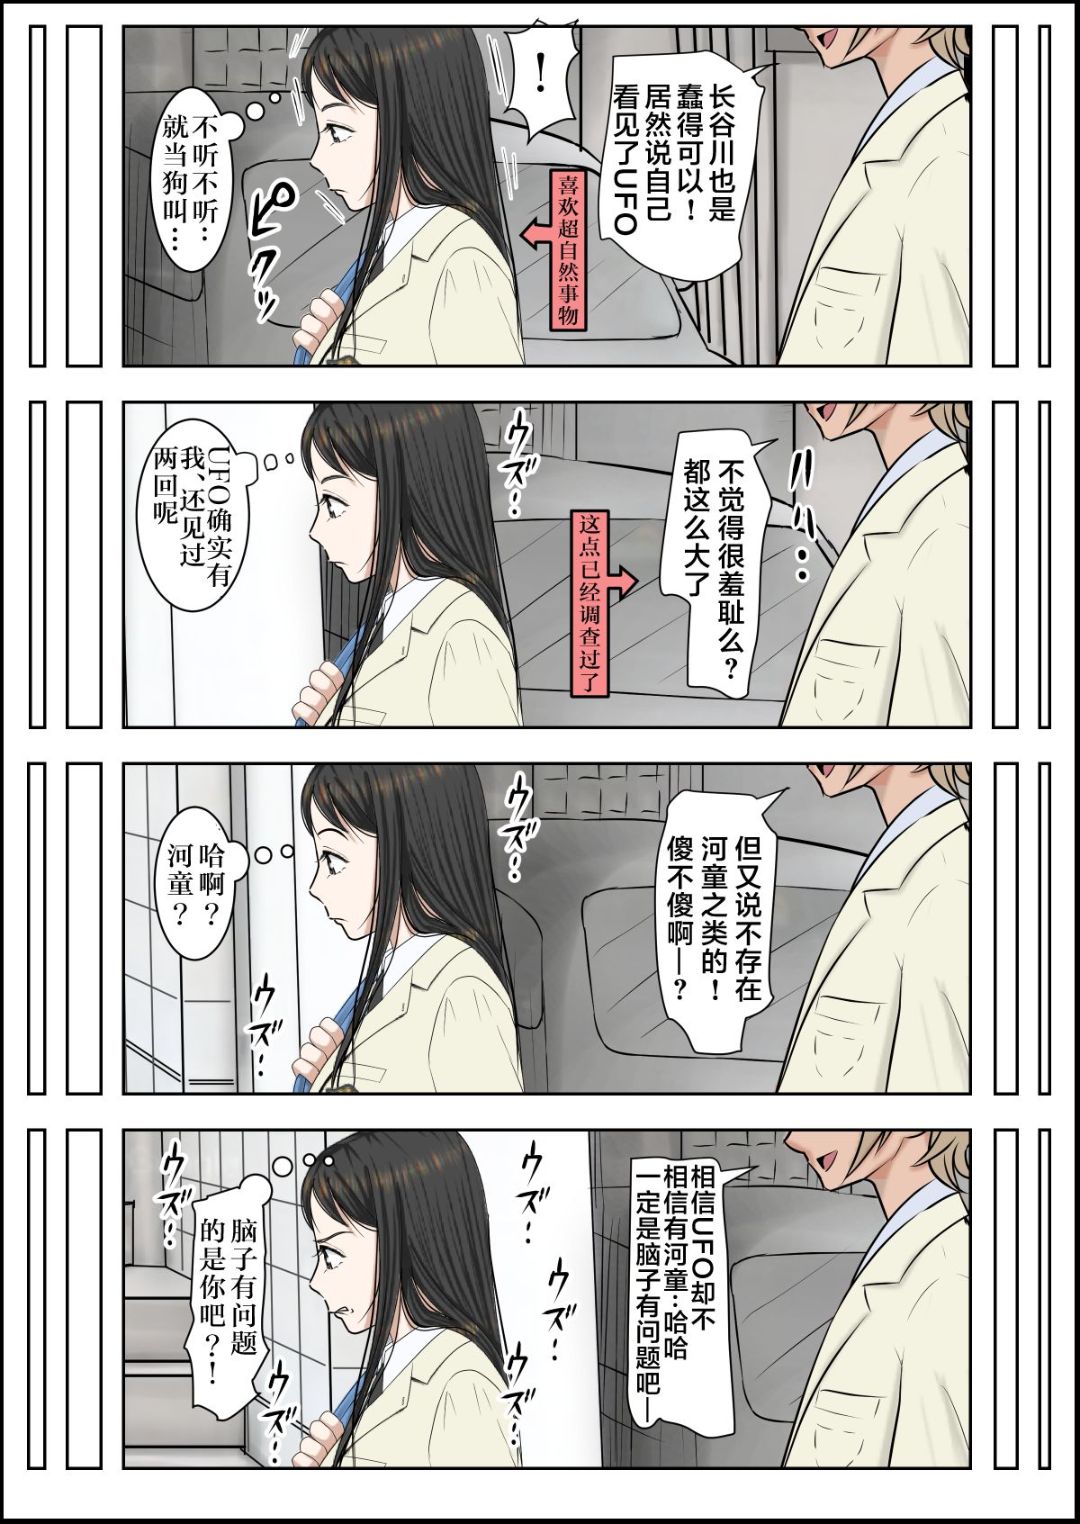 ！
长谷川也是
蠢得可以！
居然说自己
看见了UFO
喜欢超自然事物
不听不听…
就当狗叫…
クッ
ハハ…
不觉得很羞耻么？
都这么大了
这点已经调查过了
ウズ…
UFO确实有
我、还见过
两回呢
但又说不存在
河童之类的！
傻不傻啊—？
ウズ…
哈啊？
河童？
ウズ…
相信UFO却不
相信有河童…哈哈
一定是脑子有问题吧—
ウズ…
ウズ…
ウズ…
脑子有问题
的是你吧？！
ウズ…
ウズ…